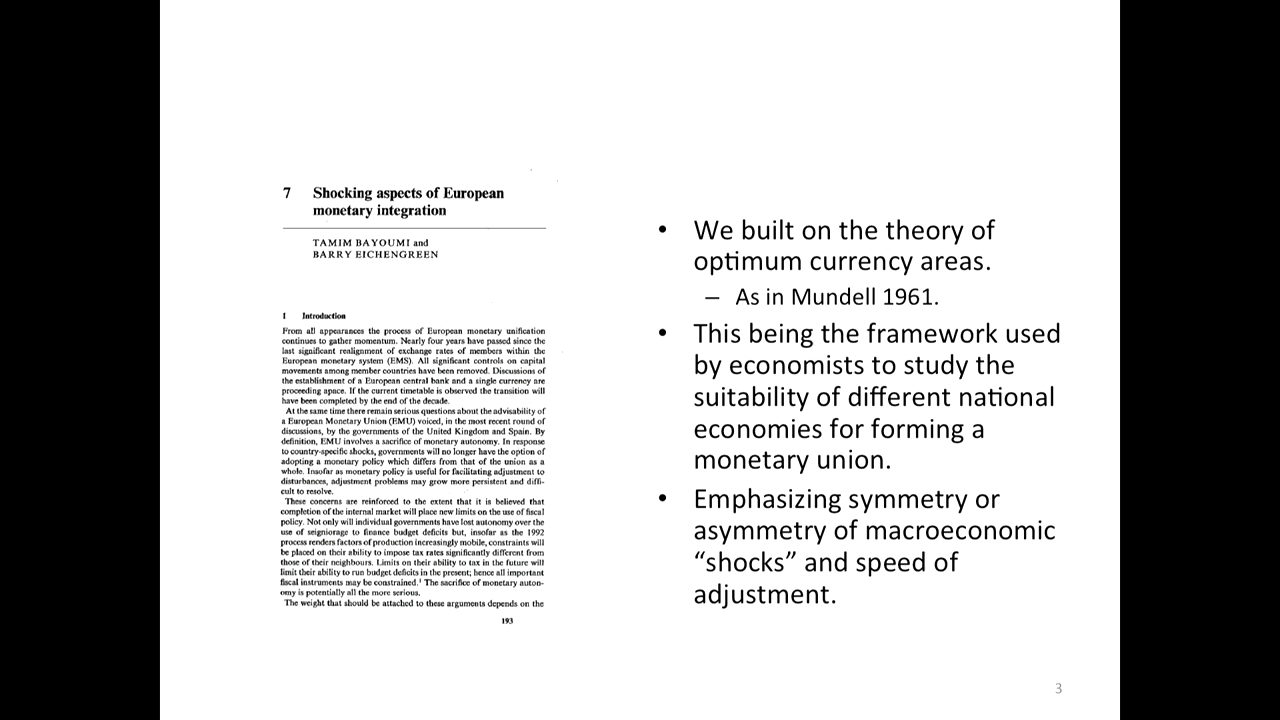 7 Shocking aspects of European
monetary integration
TAMIM BAYOUMI and
BARRY EICHENGREEN
1 Introduction
From all appearances the process of European monetary unification
continues to gather momentum. Nearly four years have passed since the
last significant realignment of exchange rates of members within the
European monetary system (EMS). All significant controls on capital
movements among member countries have been removed. Discussions of
the establishment of a European central bank and a single currency are
proceeding apace. If the current timetable is observed the transition will
have been completed by the end of the decade.
At the same time there remain serious questions about the advisability of
a European Monetary Union (EMU) voiced, in the most recent round of
discussions, by the governments of the United Kingdom and Spain. By
definition, EMU involves a sacrifice of monetary autonomy. In response
to country-specific shocks, governments will no longer have the option of
adopting a monetary policy which differs from that of the union as a
whole. Insofar as monetary policy is useful for facilitating adjustment to
disturbances, adjustment problems may grow more persistent and diffi-
cult to resolve.
These concerns are reinforced to the extent that it is believed that
completion of the internal market will place new limits on the use of fiscal
policy. Not only will individual governments have lost autonomy over the
use of seigniorage to finance budget deficits but, insofar as the 1992
process renders factors of production increasingly mobile, constraints will
be placed on their ability to impose tax rates significantly different from
those of their neighbours. Limits on their ability to tax in the future will
limit their ability to run budget deficits in the present; hence all important
fiscal instruments may be constrained.¹ The sacrifice of monetary auton-
omy is potentially all the more serious.
The weight that should be attached to these arguments depends on the
193
• We built on the theory of
optimum currency areas.
– As in Mundell 1961.
• This being the framework used
by economists to study the
suitability of different national
economies for forming a
monetary union.
• Emphasizing symmetry or
asymmetry of macroeconomic
“shocks” and speed of
adjustment.
3